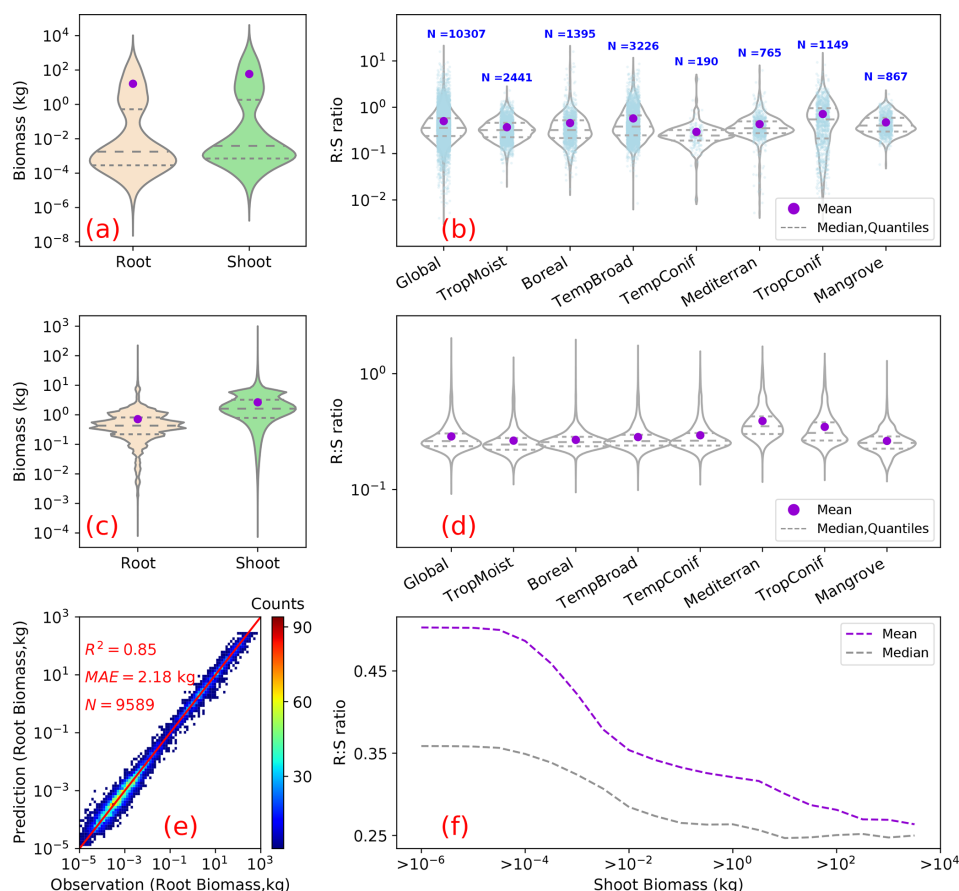 10^4
10^2
10^0
10^-2
10^-4
10^-6
10^-8
Biomass (kg)
(a)
Root
Shoot
N =10307
N =2441
N =1395
N =3226
N =190
N =765
N =1149
N =867
10^1
10^0
10^-1
10^-2
R:S ratio
(b)
Mean
Median,Quantiles
Global
TropMoist
Boreal
TempBroad
TempConif
Mediterran
TropConif
Mangrove
10^3
10^2
10^1
10^0
10^-1
10^-2
10^-3
10^-4
Biomass (kg)
(c)
Root
Shoot
10^0
10^-1
R:S ratio
(d)
Mean
Median,Quantiles
Global
TropMoist
Boreal
TempBroad
TempConif
Mediterran
TropConif
Mangrove
Counts
90
60
30
10^3
10^1
10^-1
10^-3
10^-5
Prediction (Root Biomass,kg)
R^2 = 0.85
MAE = 2.18 kg
N = 9589
(e)
10^-5
10^-3
10^-1
10^1
10^3
Observation (Root Biomass,kg)
0.45
0.35
0.25
R:S ratio
Mean
Median
(f)
>10^-6
>10^-4
>10^-2
>10^0
>10^2
>10^4
Shoot Biomass (kg)